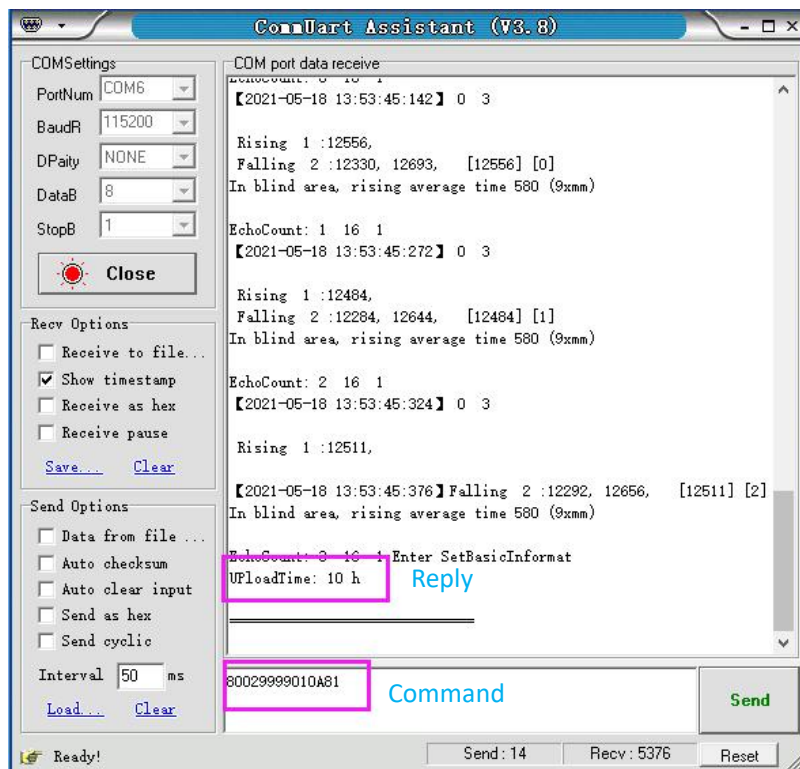 CommUart Assistant (V3.8)
COMSettings
PortNum COM6
BaudR 115200
DPaity NONE
DataB 8
StopB 1
Close
Recv Options
Receive to file...
Show timestamp
Receive as hex
Receive pause
Save... Clear
Send Options
Data from file ...
Auto checksum
Auto clear input
Send as hex
Send cyclic
Interval 50 ms
Load... Clear
COM port data receive
【2021-05-18 13:53:45:142】 0 3
Rising 1 :12556,
Falling 2 :12330, 12693, [12556] [0]
In blind area, rising average time 580 (9xmm)
EchoCount: 1 16 1
【2021-05-18 13:53:45:272】 0 3
Rising 1 :12484,
Falling 2 :12284, 12644, [12484] [1]
In blind area, rising average time 580 (9xmm)
EchoCount: 2 16 1
【2021-05-18 13:53:45:324】 0 3
Rising 1 :12511,
【2021-05-18 13:53:45:376】Falling 2 :12292, 12656, [12511] [2]
In blind area, rising average time 580 (9xmm)
EchoCount: 3 16 1 Enter SetBasicInformat
UPloadTime: 10 h
Reply
80029999010A81
Command
Send
Ready!
Send : 14
Recv : 5376
Reset